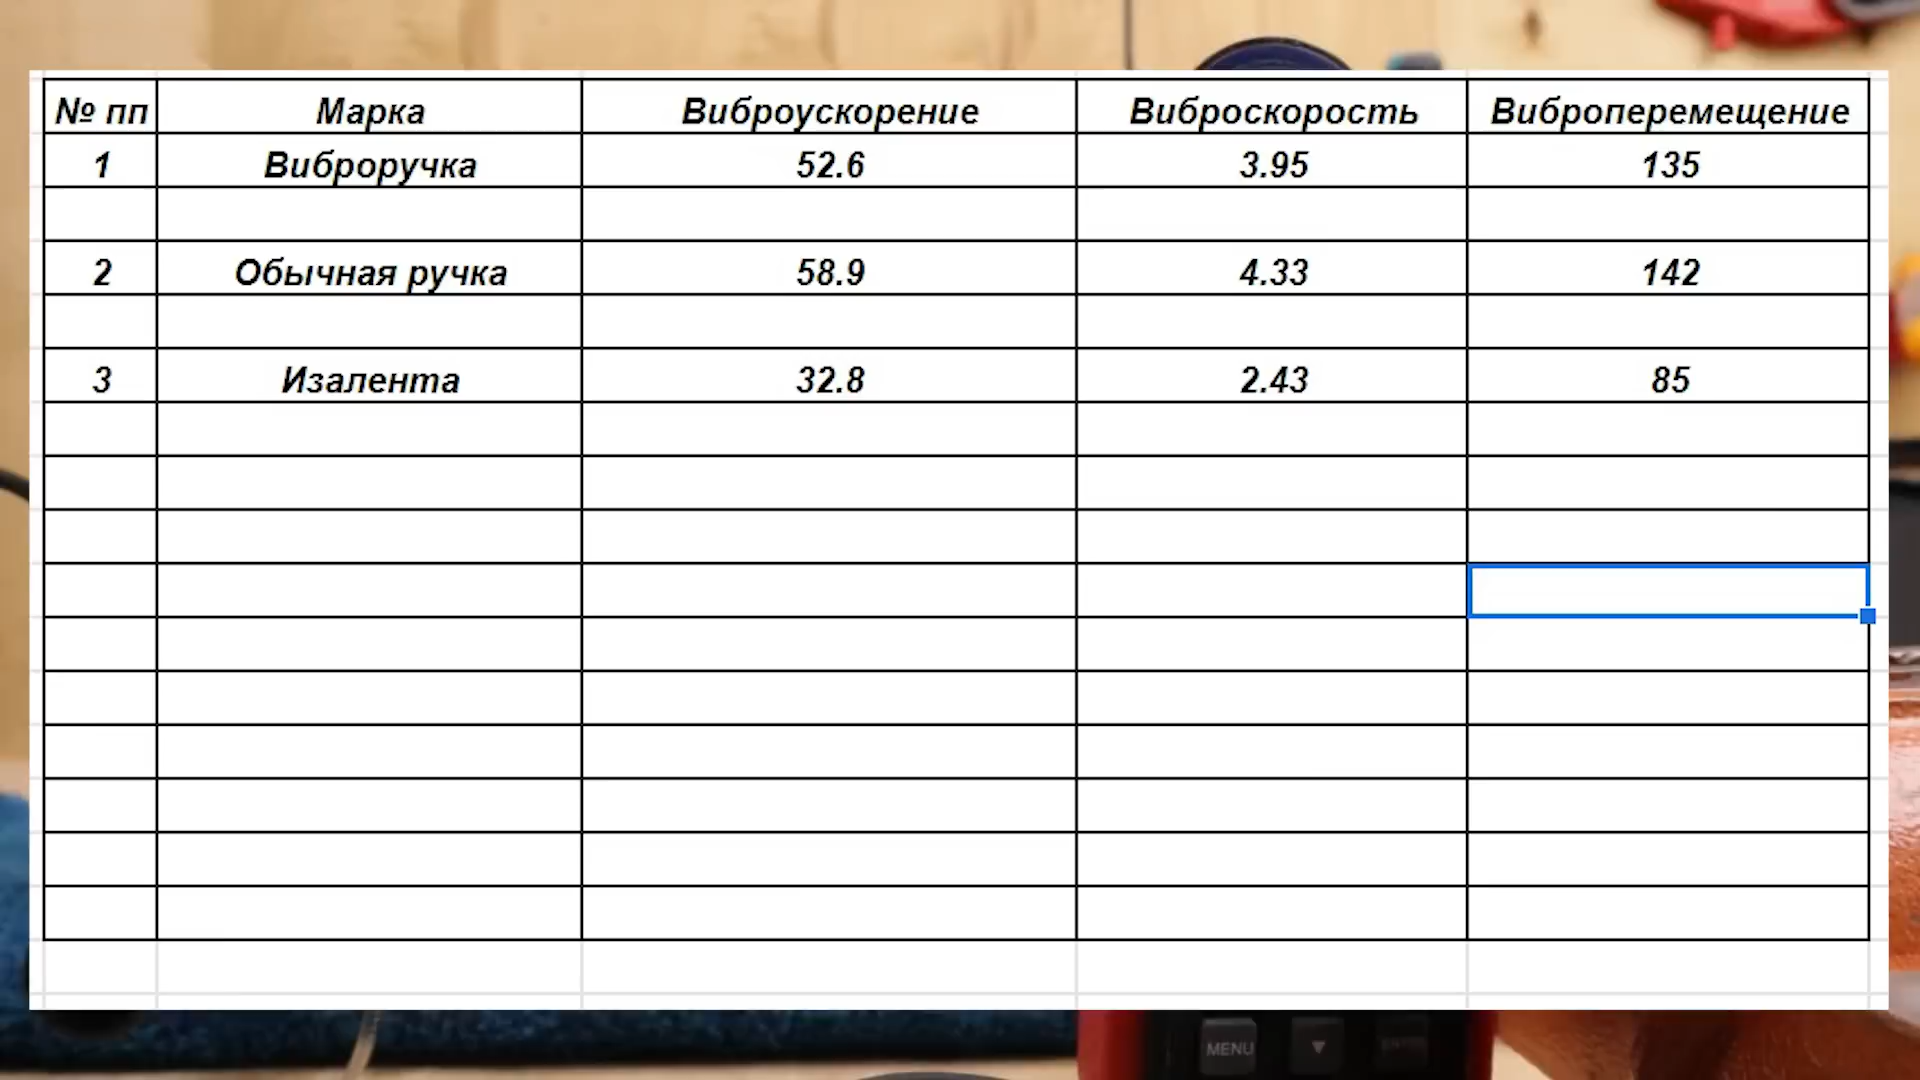 № пп Марка Виброускорение Виброскорость Виброперемещение
1 Виброручка 52.6 3.95 135
2 Обычная ручка 58.9 4.33 142
3 Изалента 32.8 2.43 85
MENU